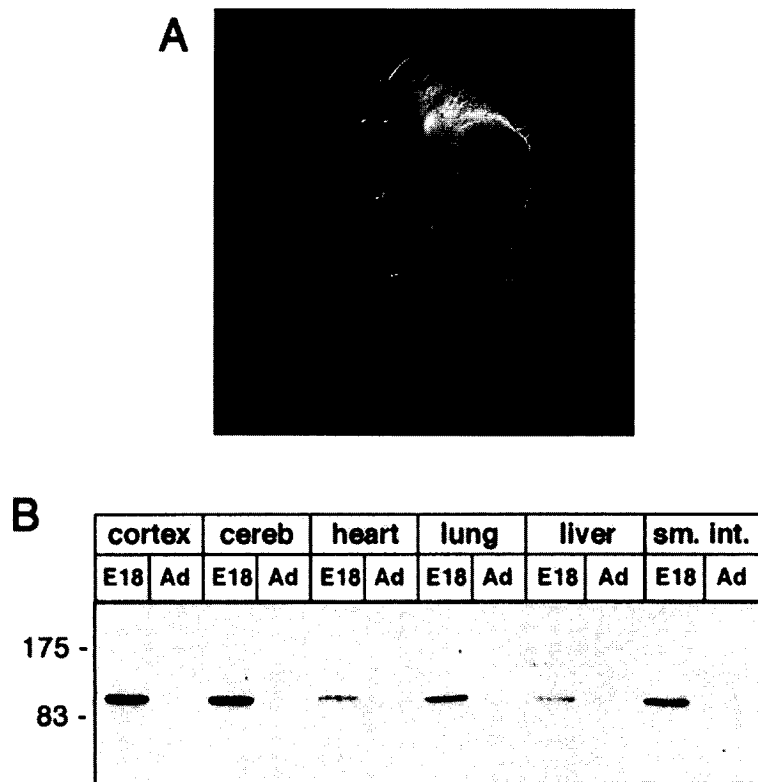 A
B
cortex cereb heart lung liver sm. int.
E18 Ad E18 Ad E18 Ad E18 Ad E18 Ad E18 Ad
175 -
83 -